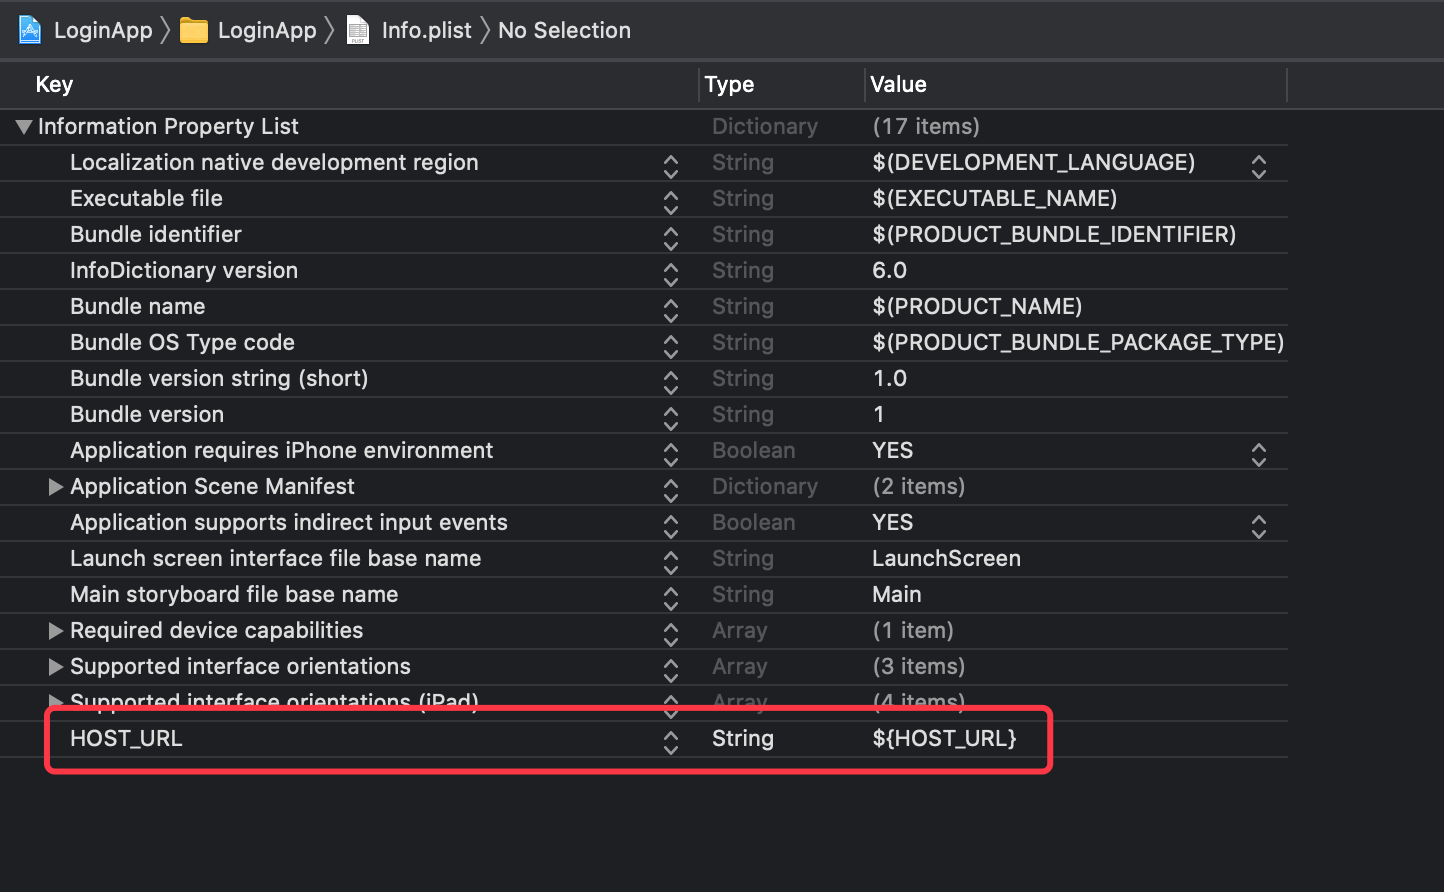 LoginApp LoginApp Info.plist No Selection
Key Type Value
Information Property List Dictionary (17 items)
Localization native development region String $(DEVELOPMENT_LANGUAGE)
Executable file String $(EXECUTABLE_NAME)
Bundle identifier String $(PRODUCT_BUNDLE_IDENTIFIER)
InfoDictionary version String 6.0
Bundle name String $(PRODUCT_NAME)
Bundle OS Type code String $(PRODUCT_BUNDLE_PACKAGE_TYPE)
Bundle version string (short) String 1.0
Bundle version String 1
Application requires iPhone environment Boolean YES
Application Scene Manifest Dictionary (2 items)
Application supports indirect input events Boolean YES
Launch screen interface file base name String LaunchScreen
Main storyboard file base name String Main
Required device capabilities Array (1 item)
Supported interface orientations Array (3 items)
Supported interface orientations (iPad) Array (4 items)
HOST_URL String ${HOST_URL}